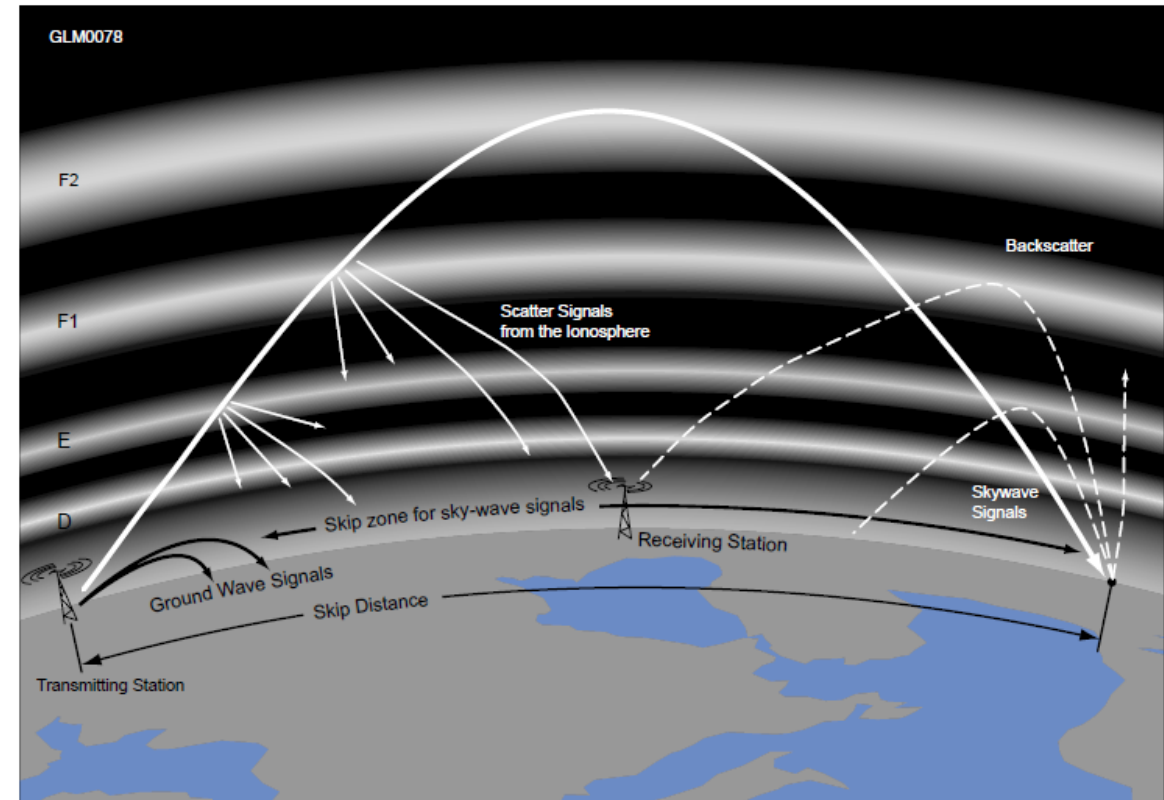 GLM0078
F2
Backscatter
Scatter Signals
from the Ionosphere
F1
E
Skywave
Signals
D
Skip zone for sky-wave signals
Receiving Station
Ground Wave Signals
Skip Distance
Transmitting Station